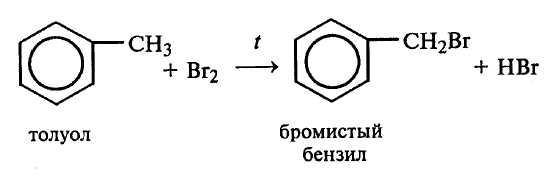 CH₃ + Br₂ t → CH₂Br + HBr
толуол
бромистый
бензил